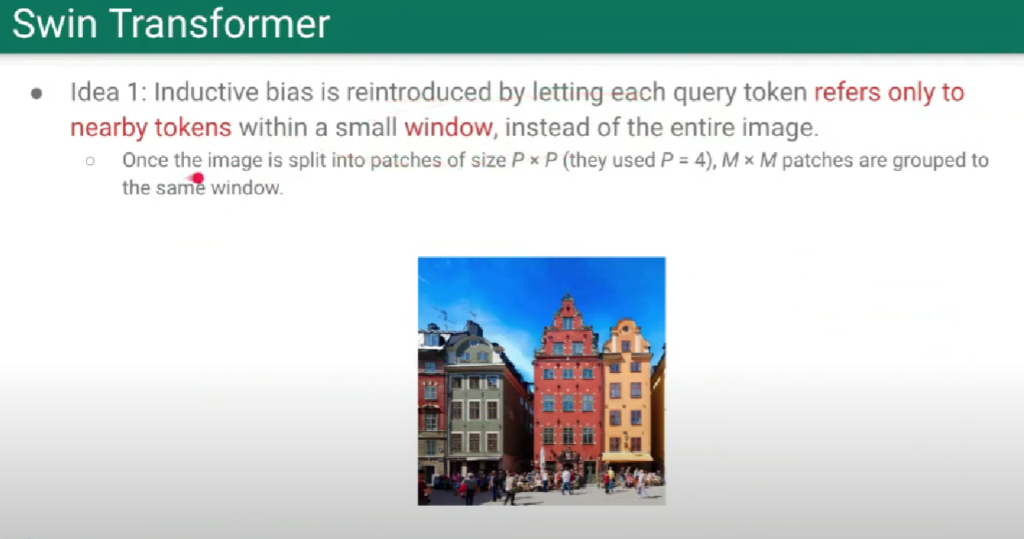 Swin Transformer
● Idea 1: Inductive bias is reintroduced by letting each query token refers only to
nearby tokens within a small window, instead of the entire image.
○ Once the image is split into patches of size P × P (they used P = 4), M × M patches are grouped to
the same window.